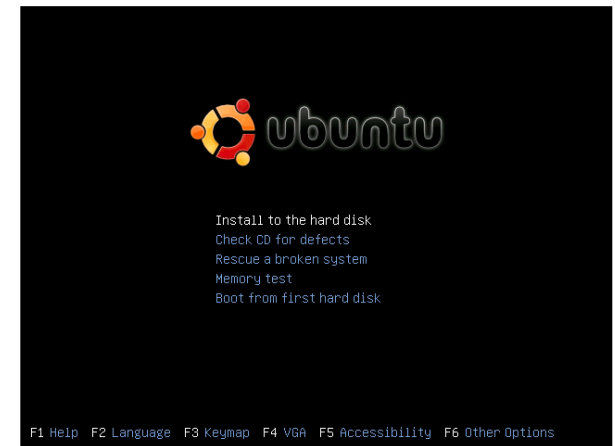 ubuntu
Install to the hard disk
Check CD for defects
Rescue a broken system
Memory test
Boot from first hard disk
F1 Help F2 Language F3 Keymap F4 VGA F5 Accessibility F6 Other Options